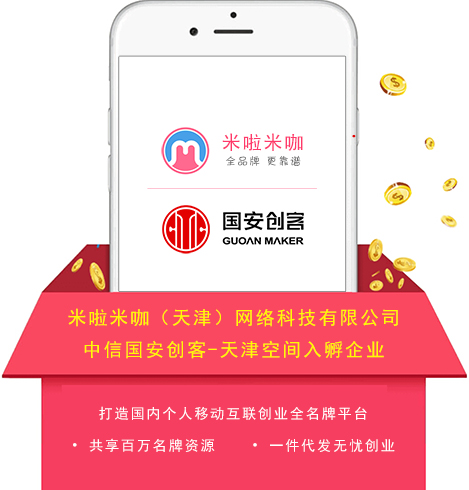 米啦米咖
全品牌 更靠谱
国安创客
GUOAN MAKER
米啦米咖（天津）网络科技有限公司
中信国安创客-天津空间入孵企业
打造国内个人移动互联创业全名牌平台
• 共享百万名牌资源 • 一件代发无忧创业